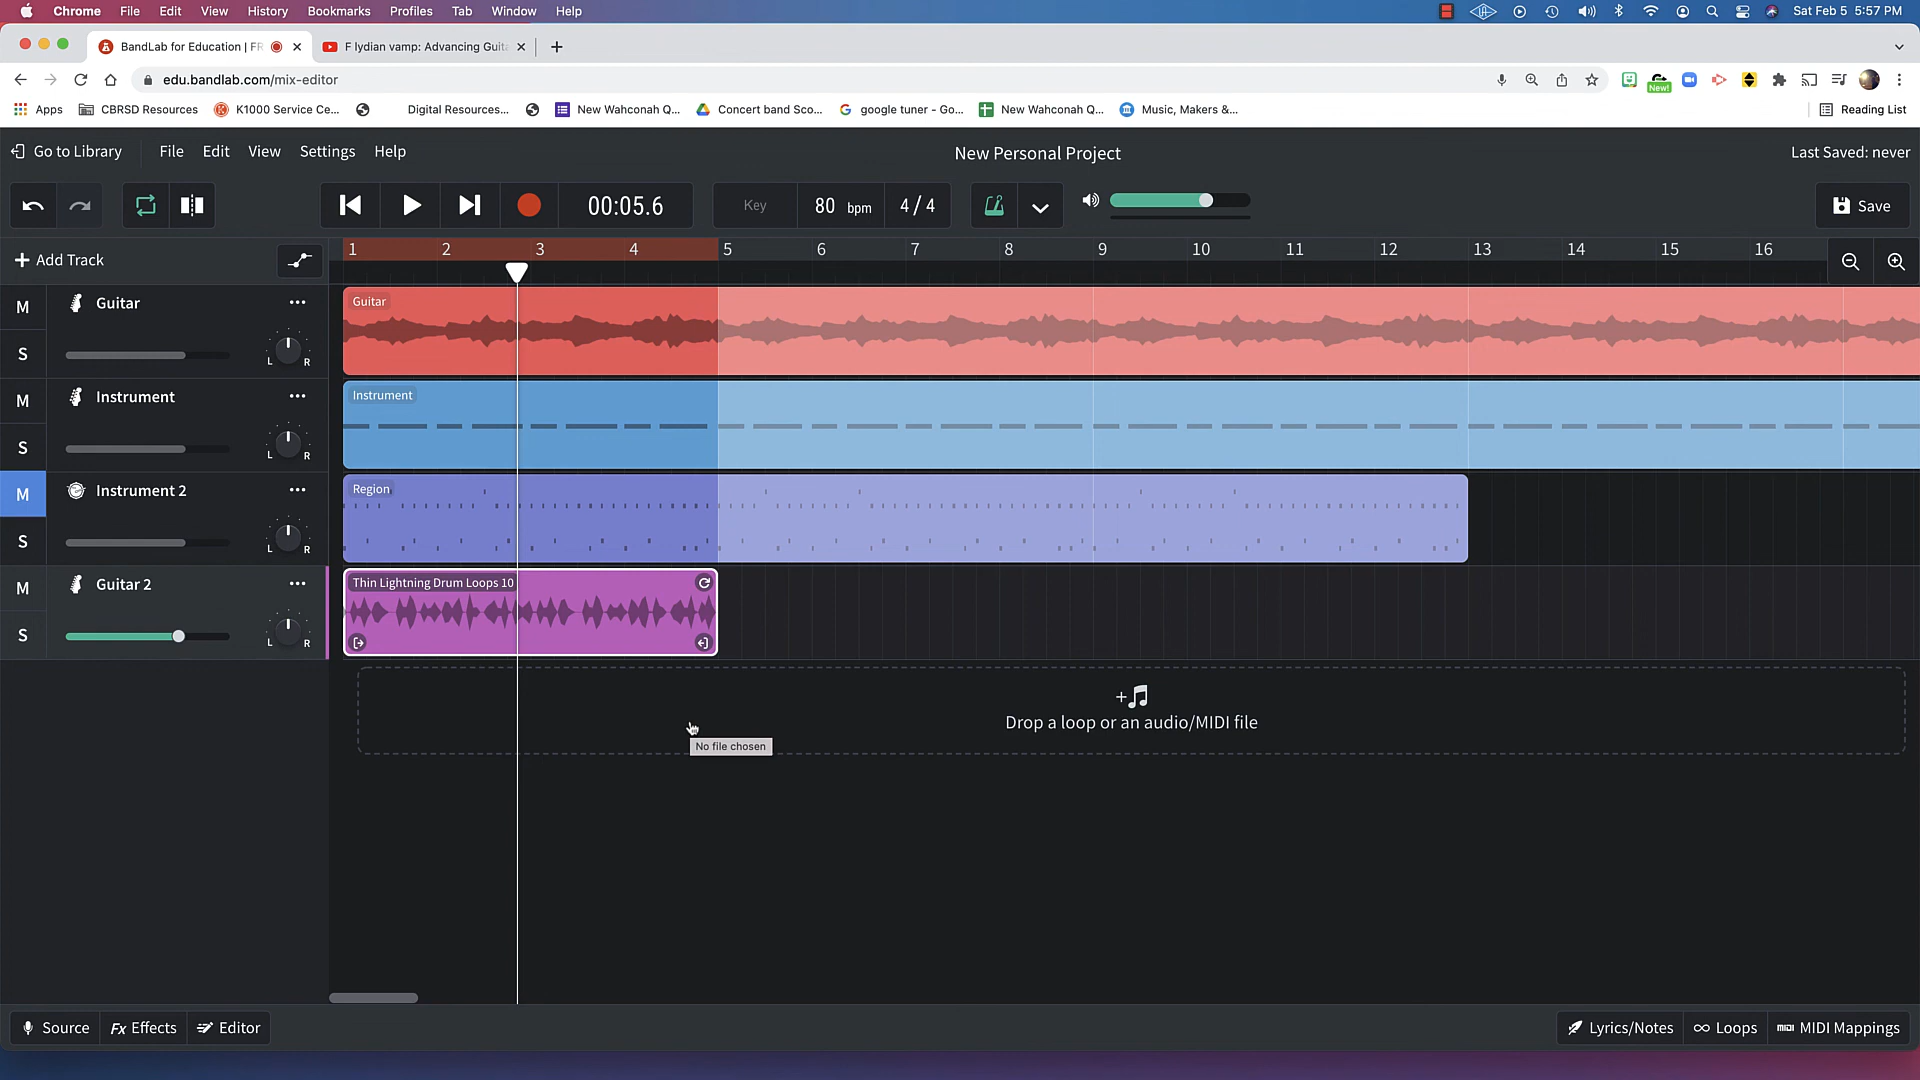 Chrome File Edit View History Bookmarks Profiles Tab Window Help Sat Feb 5 5:57 PM
BandLab for Education | FR F lydian vamp: Advancing Guita
edu.bandlab.com/mix-editor New!
Apps CBRSD Resources K1000 Service Ce... Digital Resources... New Wahconah Q... Concert band Sco... google tuner - Go... New Wahconah Q... Music, Makers &... Reading List
Go to Library File Edit View Settings Help New Personal Project Last Saved: never
00:05.6 Key 80 bpm 4/4 Save
+ Add Track 1 2 3 4 5 6 7 8 9 10 11 12 13 14 15 16
M Guitar ... Guitar
S L R
M Instrument ... Instrument
S L R
M Instrument 2 ... Region
S L R
M Guitar 2 ... Thin Lightning Drum Loops 10
S L R
Drop a loop or an audio/MIDI file
No file chosen
Source Fx Effects Editor Lyrics/Notes Loops MIDI MIDI Mappings